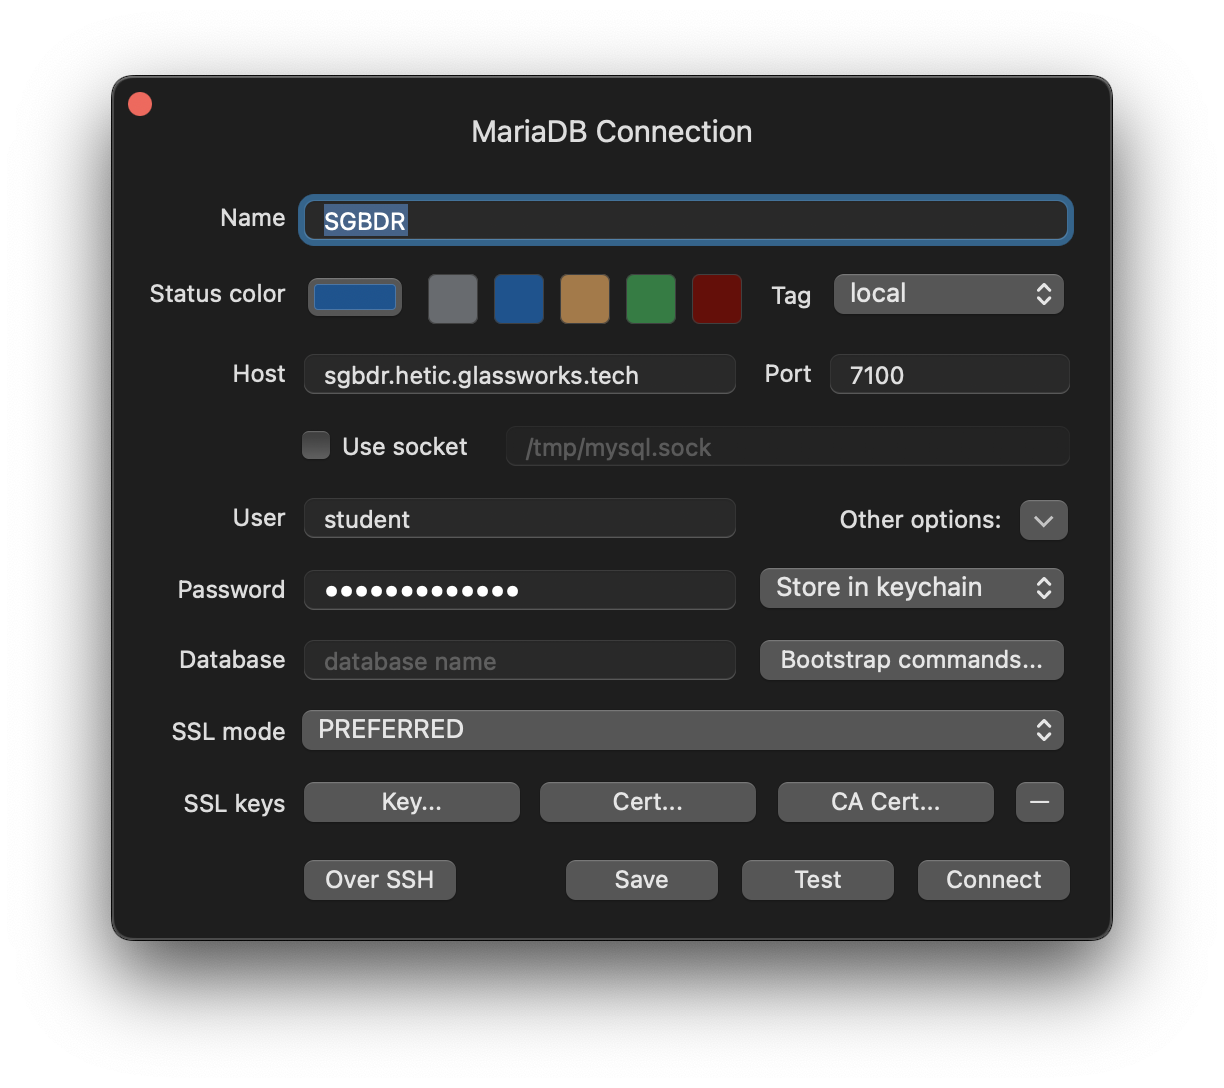 MariaDB Connection
Name SGBDR
Status color Tag local
Host sgbdr.hetic.glassworks.tech Port 7100
Use socket /tmp/mysql.sock
User student Other options:
Password ●●●●●●●●●●●●● Store in keychain
Database database name Bootstrap commands...
SSL mode PREFERRED
SSL keys Key... Cert... CA Cert... —
Over SSH Save Test Connect